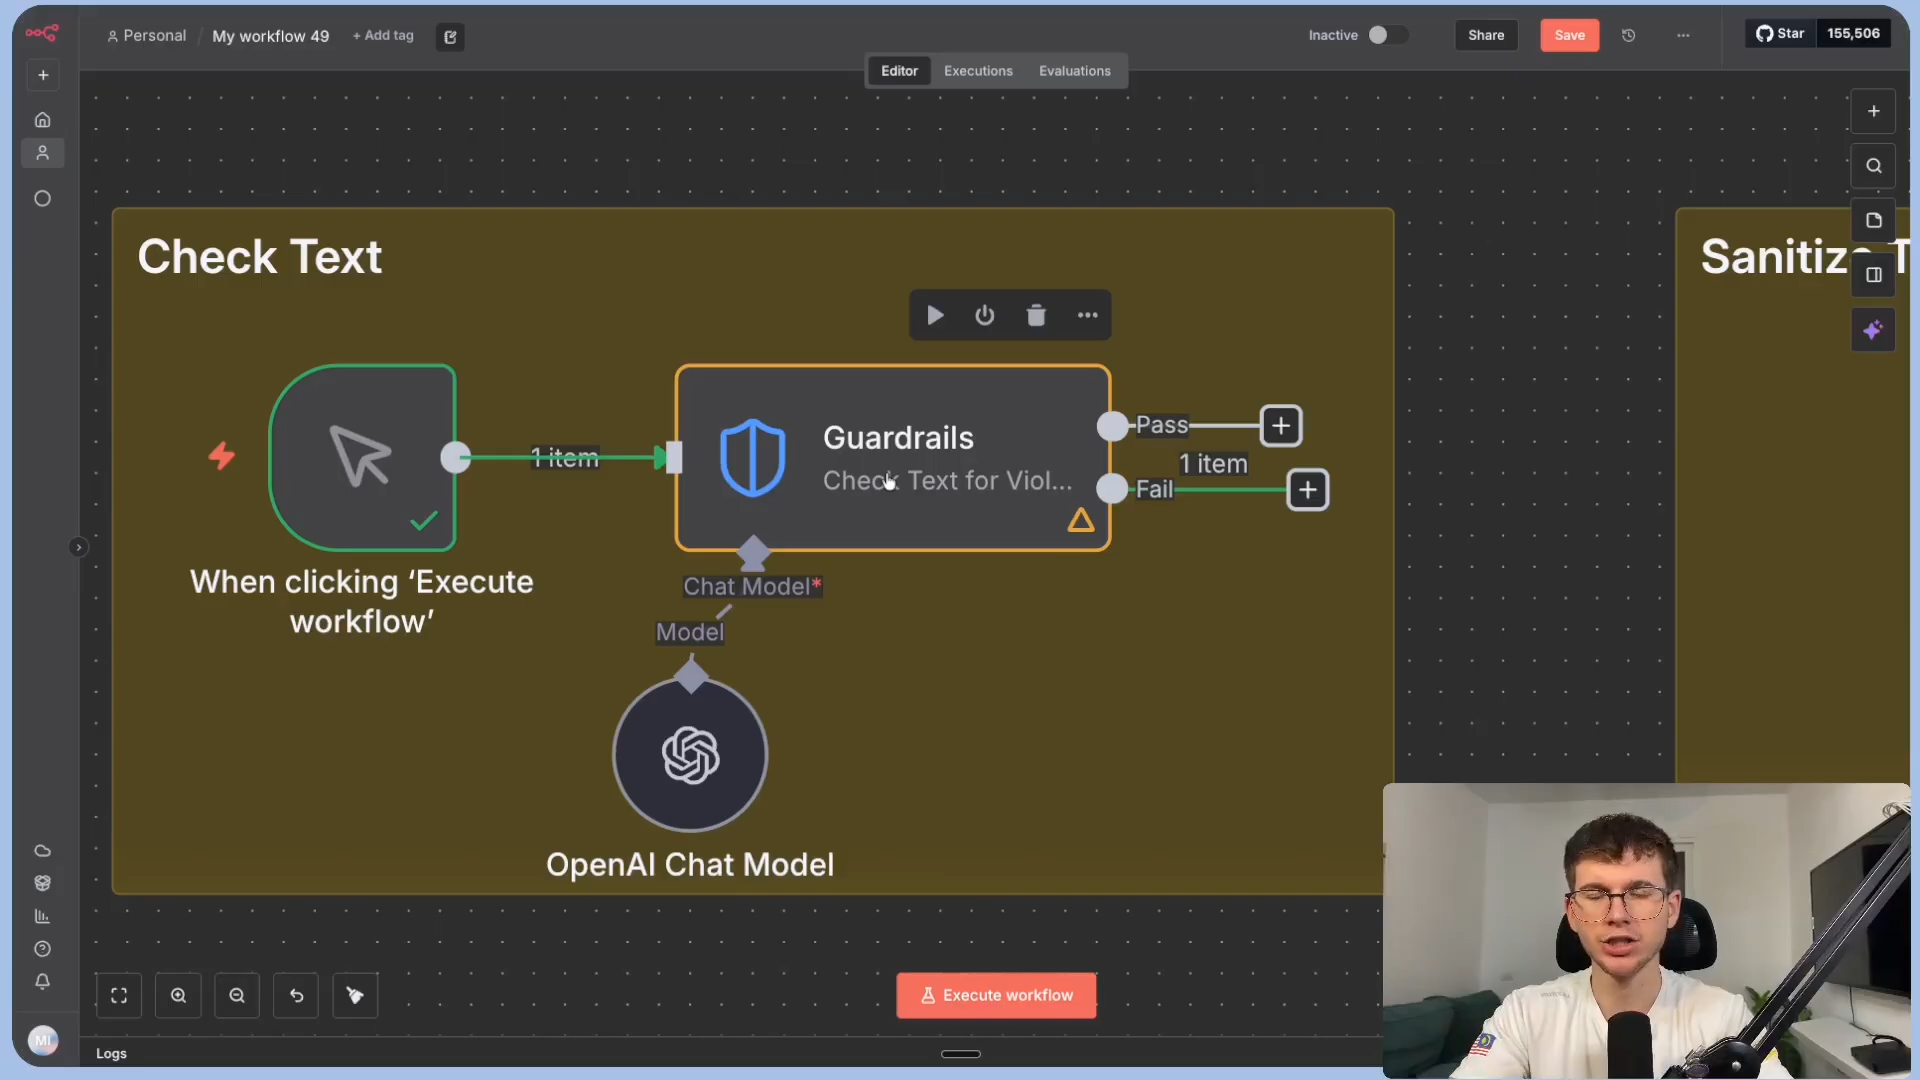 Personal / My workflow 49 + Add tag
Inactive
Share
Save
...
Star 155,506
Editor Executions Evaluations
Check Text
Sanitiz
Guardrails
Check Text for Viol...
1 item
Pass
1 item
Fail
Chat Model*
Model
When clicking ‘Execute
workflow’
OpenAI Chat Model
Execute workflow
MI
Logs